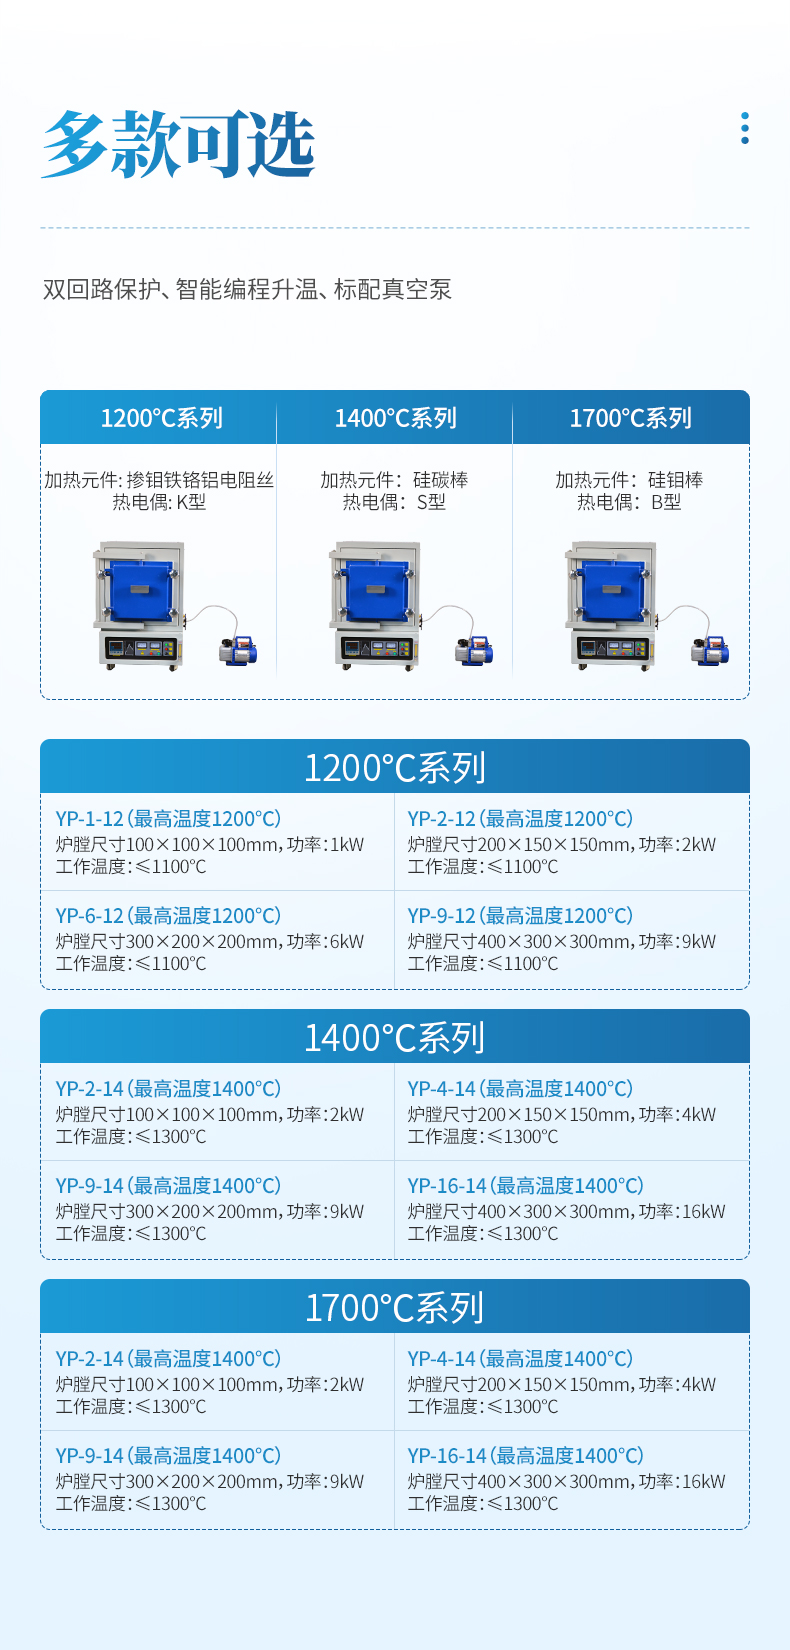 多款可选
双回路保护、智能编程升温、标配真空泵
1200℃系列
1400℃系列
1700℃系列
加热元件: 掺钼铁铬铝电阻丝
热电偶: K型
加热元件：硅碳棒
热电偶：S型
加热元件：硅钼棒
热电偶：B型
1200℃系列
YP-1-12（最高温度1200℃）
炉膛尺寸100×100×100mm，功率：1kW
工作温度：≤1100℃
YP-2-12（最高温度1200℃）
炉膛尺寸200×150×150mm，功率：2kW
工作温度：≤1100℃
YP-6-12（最高温度1200℃）
炉膛尺寸300×200×200mm，功率：6kW
工作温度：≤1100℃
YP-9-12（最高温度1200℃）
炉膛尺寸400×300×300mm，功率：9kW
工作温度：≤1100℃
1400℃系列
YP-2-14（最高温度1400℃）
炉膛尺寸100×100×100mm，功率：2kW
工作温度：≤1300℃
YP-4-14（最高温度1400℃）
炉膛尺寸200×150×150mm，功率：4kW
工作温度：≤1300℃
YP-9-14（最高温度1400℃）
炉膛尺寸300×200×200mm，功率：9kW
工作温度：≤1300℃
YP-16-14（最高温度1400℃）
炉膛尺寸400×300×300mm，功率：16kW
工作温度：≤1300℃
1700℃系列
YP-2-14（最高温度1400℃）
炉膛尺寸100×100×100mm，功率：2kW
工作温度：≤1300℃
YP-4-14（最高温度1400℃）
炉膛尺寸200×150×150mm，功率：4kW
工作温度：≤1300℃
YP-9-14（最高温度1400℃）
炉膛尺寸300×200×200mm，功率：9kW
工作温度：≤1300℃
YP-16-14（最高温度1400℃）
炉膛尺寸400×300×300mm，功率：16kW
工作温度：≤1300℃